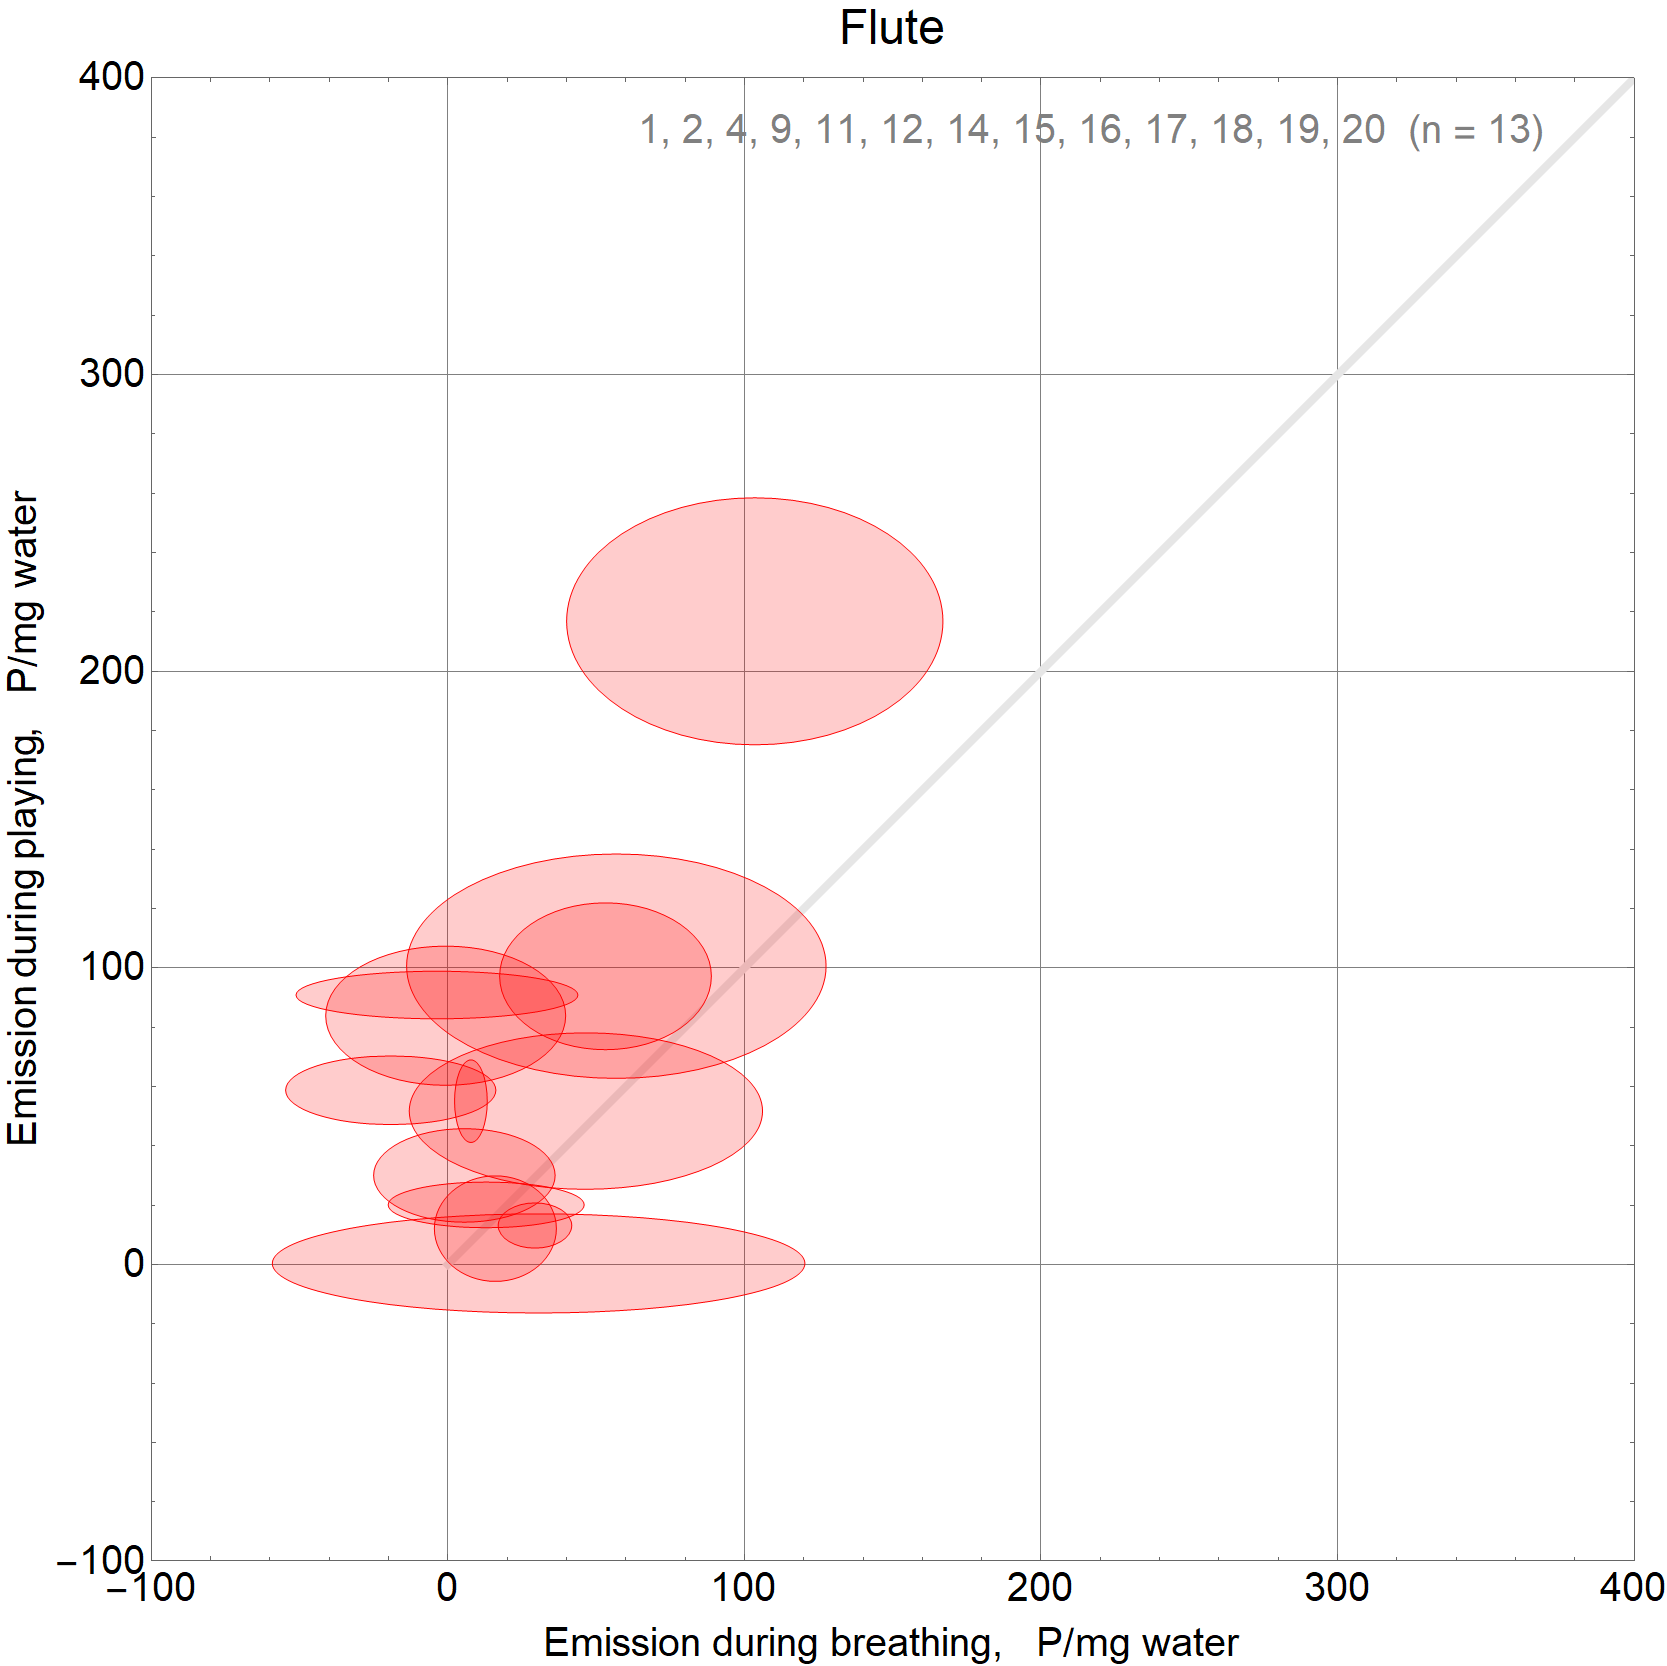 Flute
1, 2, 4, 9, 11, 12, 14, 15, 16, 17, 18, 19, 20 (n = 13)
Emission during playing, P/mg water
400
300
200
100
0
−100
−100 0 100 200 300 400
Emission during breathing, P/mg water